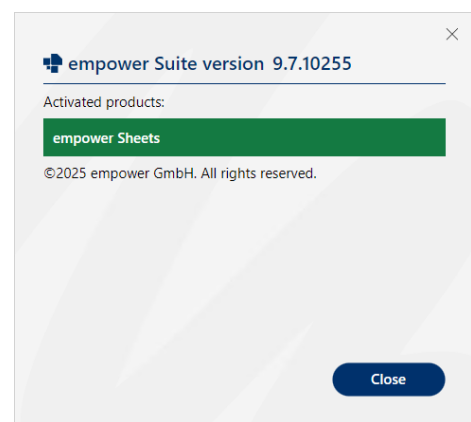 empower Suite version 9.7.10255
Activated products:
empower Sheets
©2025 empower GmbH. All rights reserved.
Close